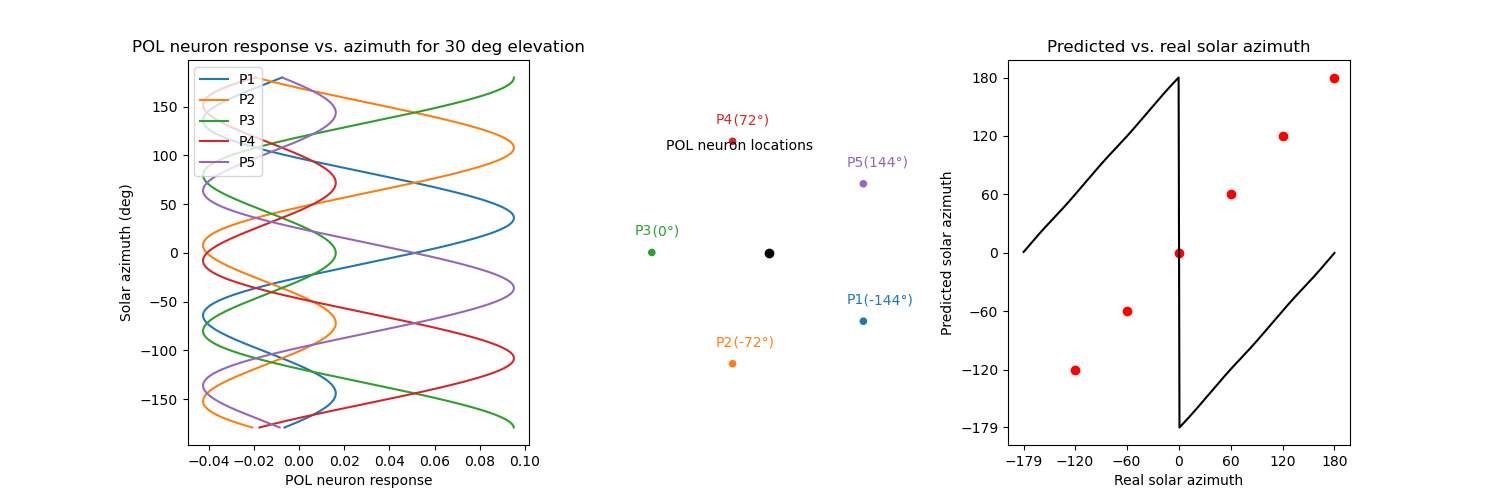 POL neuron response vs. azimuth for 30 deg elevation
P1
P2
P3
P4
P5
150
100
50
0
−50
−100
−150
Solar azimuth (deg)
−0.04 −0.02 0.00 0.02 0.04 0.06 0.08 0.10
POL neuron response
P4(72°)
POL neuron locations
P5(144°)
P3(0°)
P1(-144°)
P2(-72°)
Predicted vs. real solar azimuth
180
120
60
0
−60
−120
−179
Predicted solar azimuth
−179 −120 −60 0 60 120 180
Real solar azimuth